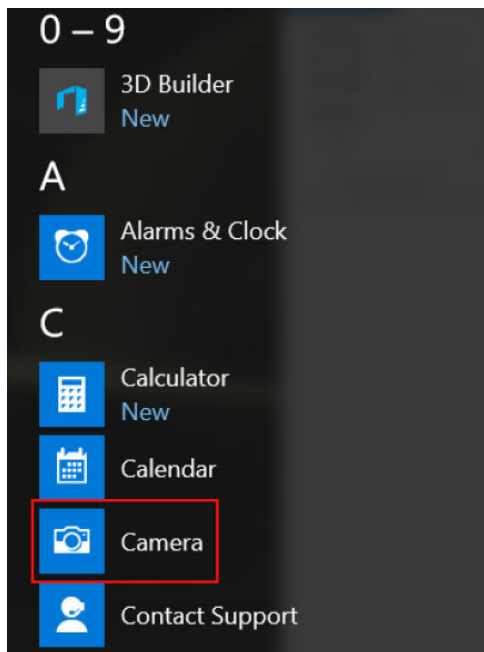 0 – 9
3D Builder
New
A
Alarms & Clock
New
C
Calculator
New
Calendar
Camera
Contact Support